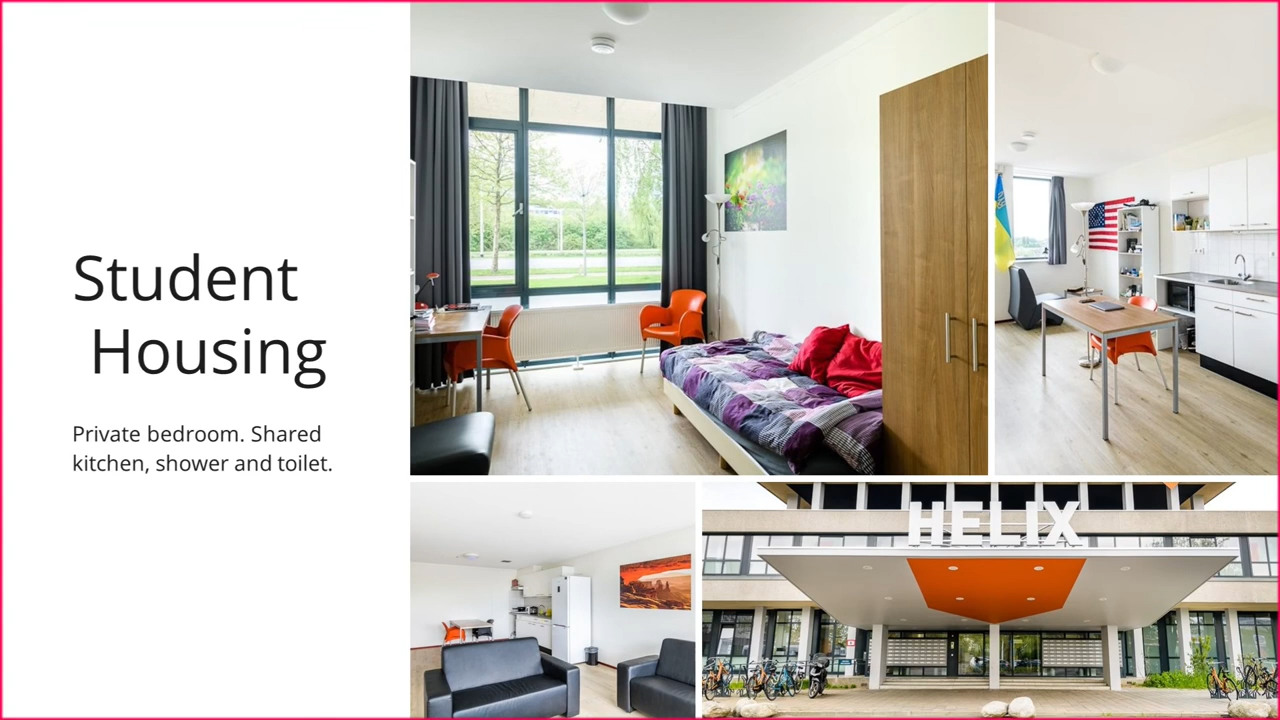 Student
Housing
Private bedroom. Shared
kitchen, shower and toilet.
HELIX